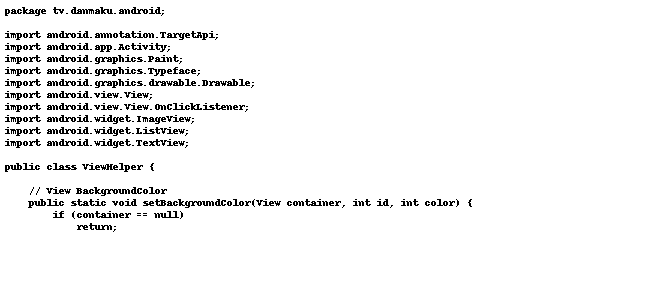 package tv.danmaku.android;

import android.annotation.TargetApi;
import android.app.Activity;
import android.graphics.Paint;
import android.graphics.Typeface;
import android.graphics.drawable.Drawable;
import android.view.View;
import android.view.View.OnClickListener;
import android.widget.ImageView;
import android.widget.ListView;
import android.widget.TextView;

public class ViewHelper {

    // View BackgroundColor
    public static void setBackgroundColor(View container, int id, int color) {
        if (container == null)
            return;